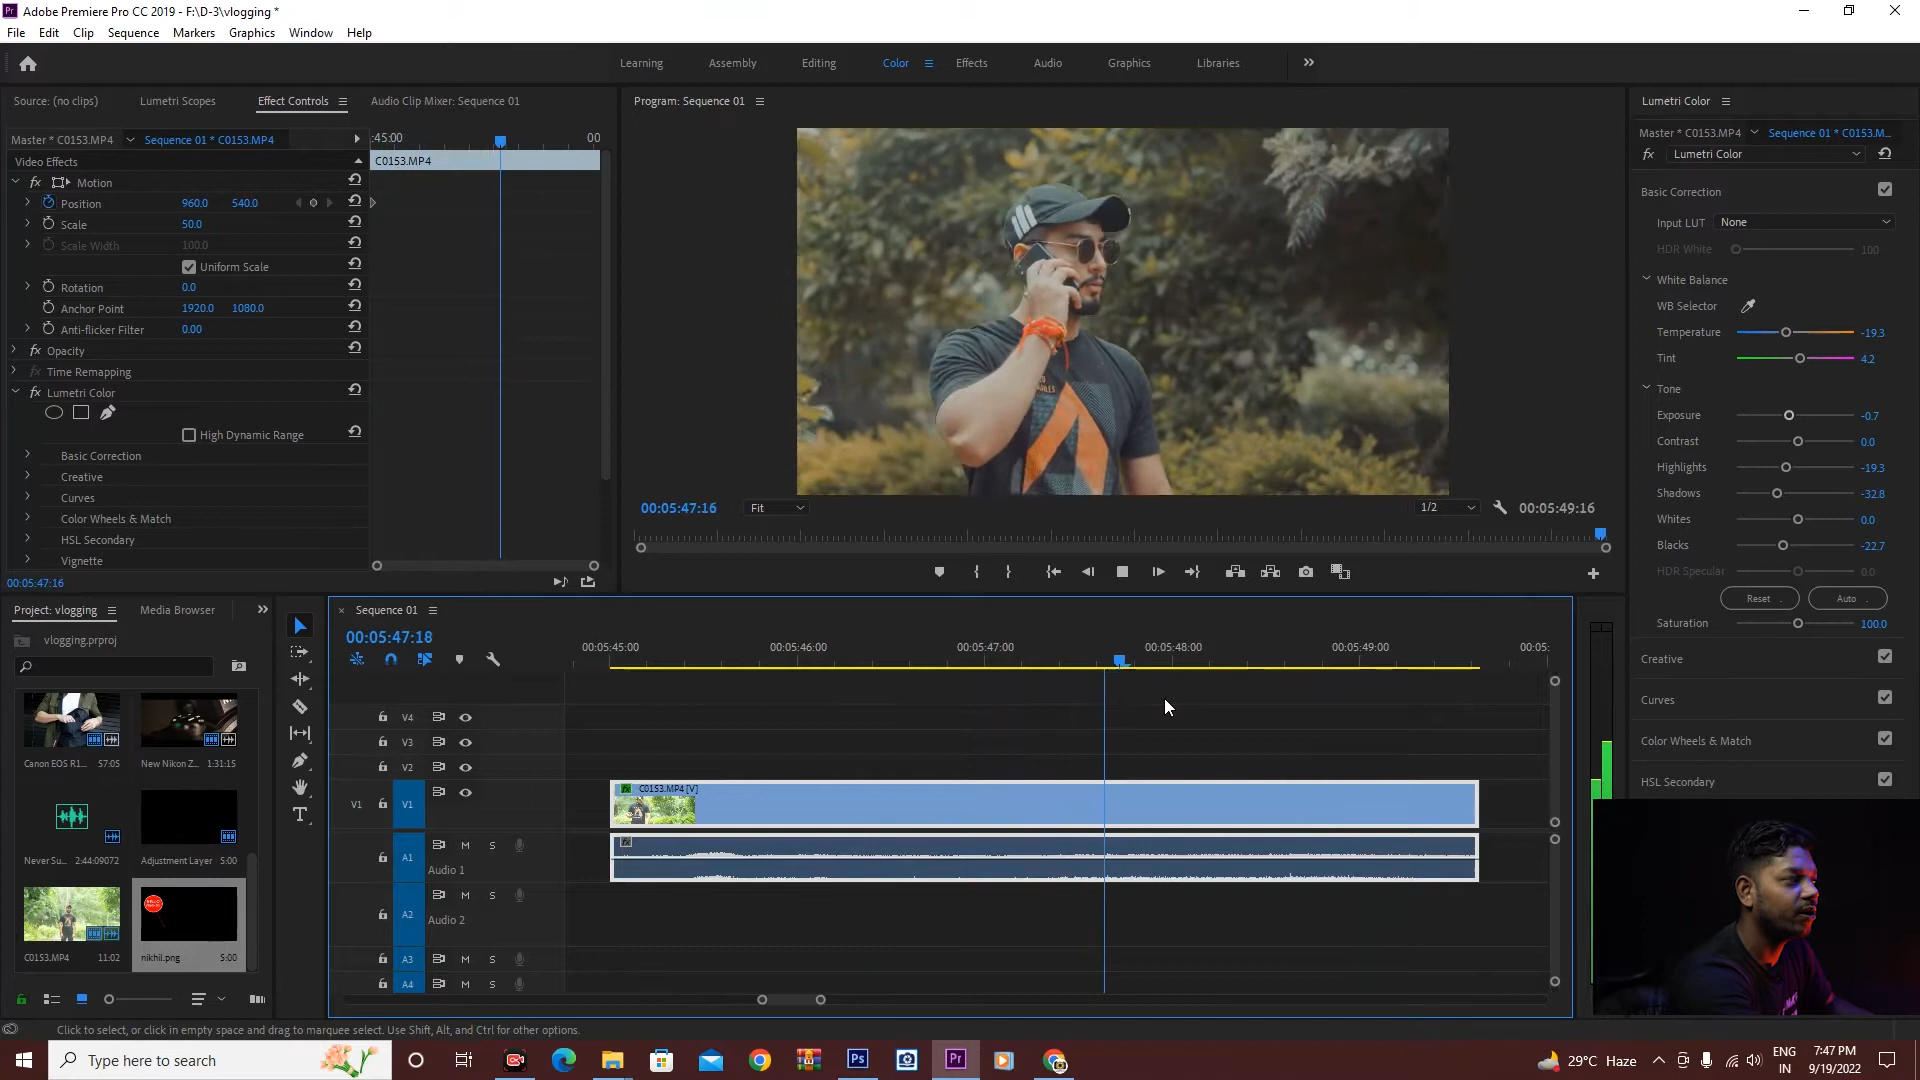 Adobe Premiere Pro CC 2019 - F:\D-3\vlogging *
File Edit Clip Sequence Markers Graphics Window Help
Learning Assembly Editing Color Effects Audio Graphics Libraries
Source: (no clips) Lumetri Scopes Effect Controls Audio Clip Mixer: Sequence 01
Master * C0153.MP4 Sequence 01 * C0153.MP4
:45:00 00
C0153.MP4
Video Effects
fx Motion
Position 960.0 540.0
Scale 50.0
Scale Width 100.0
Uniform Scale
Rotation 0.0
Anchor Point 1920.0 1080.0
Anti-flicker Filter 0.00
fx Opacity
fx Time Remapping
fx Lumetri Color
High Dynamic Range
Basic Correction
Creative
Curves
Color Wheels & Match
HSL Secondary
Vignette
00:05:47:16
Program: Sequence 01
00:05:47:16 Fit 1/2 00:05:49:16
Lumetri Color
Master * C0153.MP4 Sequence 01 * C0153.M...
fx Lumetri Color
Basic Correction
Input LUT None
HDR White 100
White Balance
WB Selector
Temperature -19.3
Tint 4.2
Tone
Exposure -0.7
Contrast 0.0
Highlights -19.3
Shadows -32.8
Whites 0.0
Blacks -22.7
HDR Specular 0.0
Reset Auto
Saturation 100.0
Creative
Curves
Color Wheels & Match
HSL Secondary
Project: vlogging Media Browser
vlogging.prproj
Canon EOS R1... 57:05 New Nikon Z... 1:31:15
Never Su... 2:44:09072 Adjustment Layer 5:00
C0153.MP4 11:02 nikhil.png 5:00
Sequence 01
00:05:47:18
00:05:45:00 00:05:46:00 00:05:47:00 00:05:48:00 00:05:49:00 00:05:
V4
V3
V2
V1 V1
C0153.MP4 [V]
A1 M S
Audio 1
A2 M S
Audio 2
A3 M S
A4 M S
Click to select, or click in empty space and drag to marquee select. Use Shift, Alt, and Ctrl for other options.
Type here to search
Ps Pr
29°C Haze
ENG
IN
7:47 PM
9/19/2022